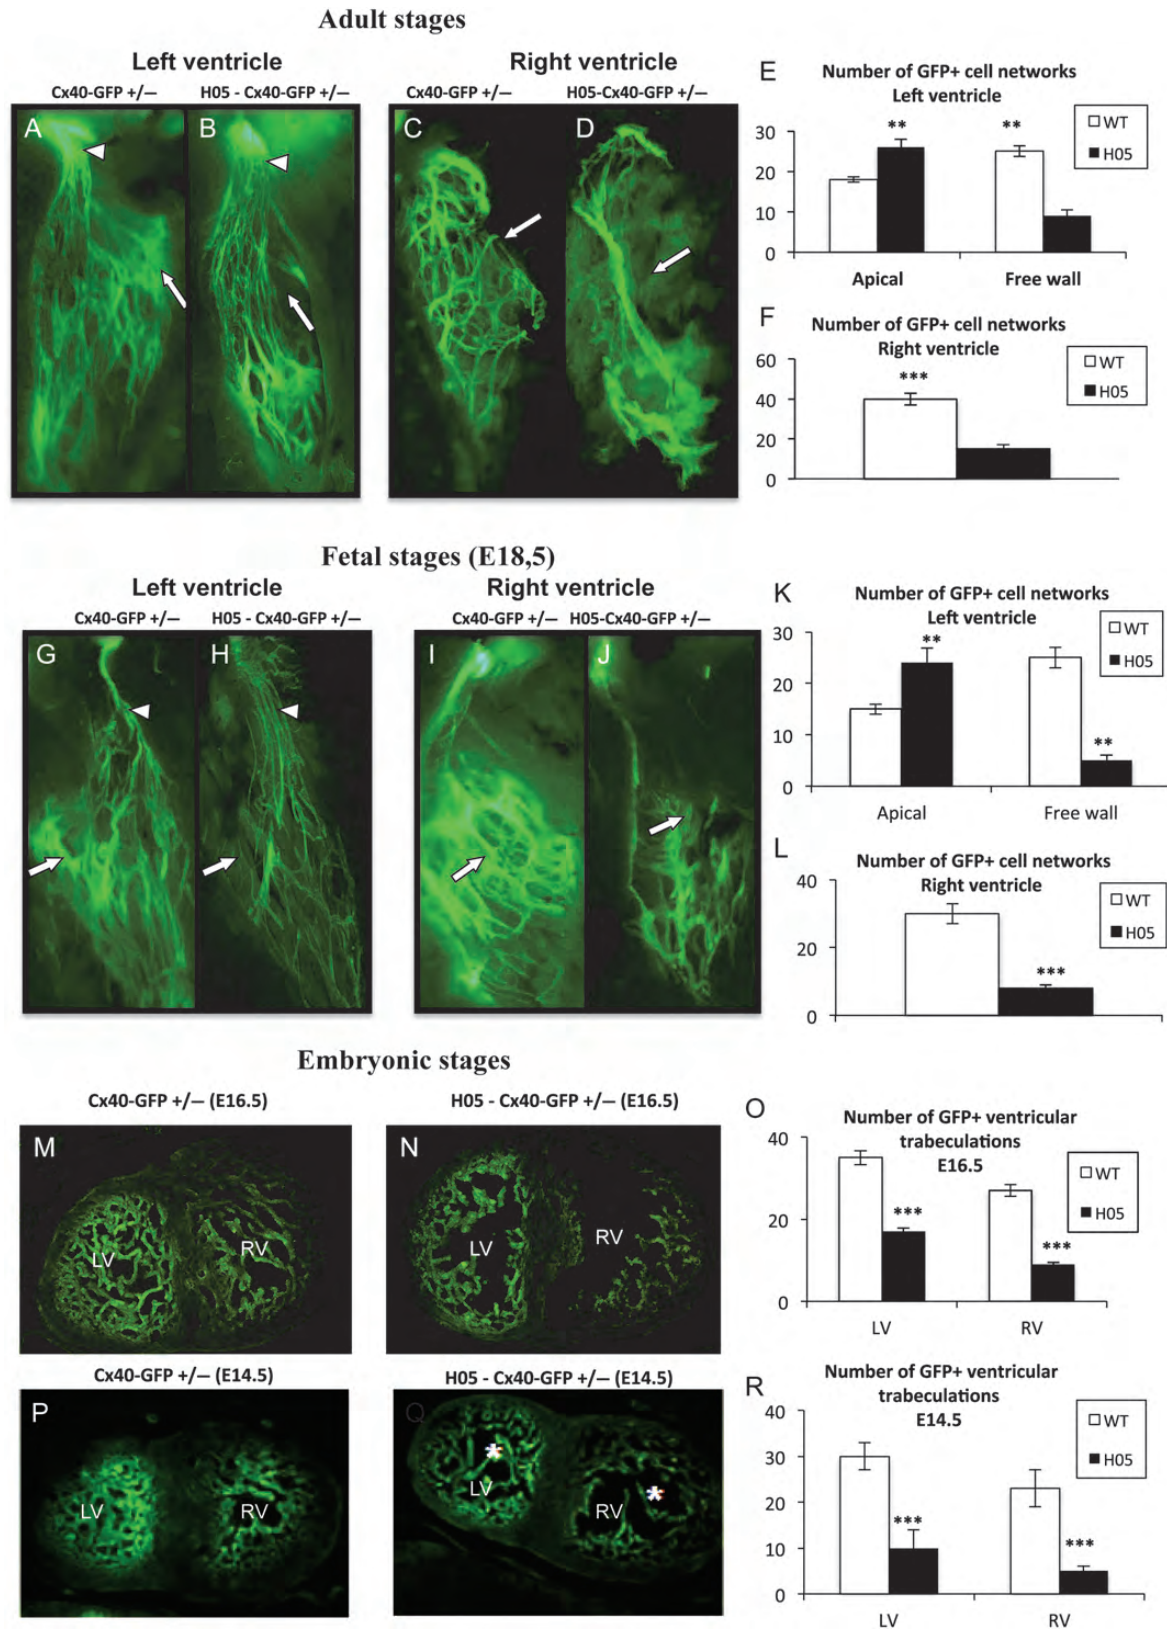 Adult stages
Left ventricle
Right ventricle
Cx40-GFP +/−
H05 - Cx40-GFP +/−
Cx40-GFP +/−
H05-Cx40-GFP +/−
A
B
C
D
E
Number of GFP+ cell networks
Left ventricle
WT
H05
**
**
30
20
10
0
Apical
Free wall
F
Number of GFP+ cell networks
Right ventricle
WT
H05
***
60
40
20
0
Fetal stages (E18,5)
Left ventricle
Right ventricle
Cx40-GFP +/−
H05 - Cx40-GFP +/−
Cx40-GFP +/−
H05-Cx40-GFP +/−
G
H
I
J
K
Number of GFP+ cell networks
Left ventricle
WT
H05
**
**
30
20
10
0
Apical
Free wall
L
Number of GFP+ cell networks
Right ventricle
WT
H05
***
40
20
0
Embryonic stages
Cx40-GFP +/− (E16.5)
H05 - Cx40-GFP +/− (E16.5)
M
LV
RV
N
LV
RV
O
Number of GFP+ ventricular
trabeculations
E16.5
WT
H05
***
***
40
20
0
LV
RV
Cx40-GFP +/− (E14.5)
H05 - Cx40-GFP +/− (E14.5)
P
LV
RV
Q
*
LV
*
RV
R
Number of GFP+ ventricular
trabeculations
E14.5
WT
H05
***
***
40
30
20
10
0
LV
RV